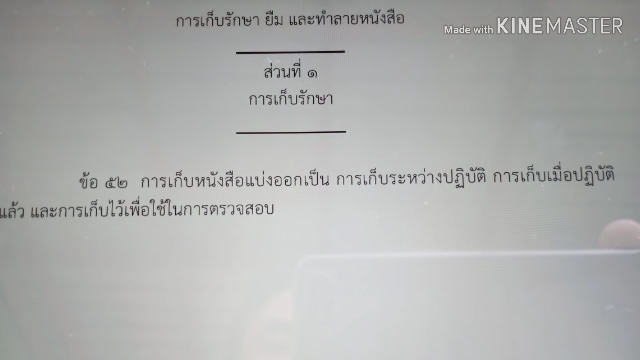 การเก็บรักษา ยืม และทำลายหนังสือ
Made with KINEMASTER
ส่วนที่ ๑
การเก็บรักษา
ข้อ ๕๒ การเก็บหนังสือแบ่งออกเป็น การเก็บระหว่างปฏิบัติ การเก็บเมื่อปฏิบัติ
แล้ว และการเก็บไว้เพื่อใช้ในการตรวจสอบ